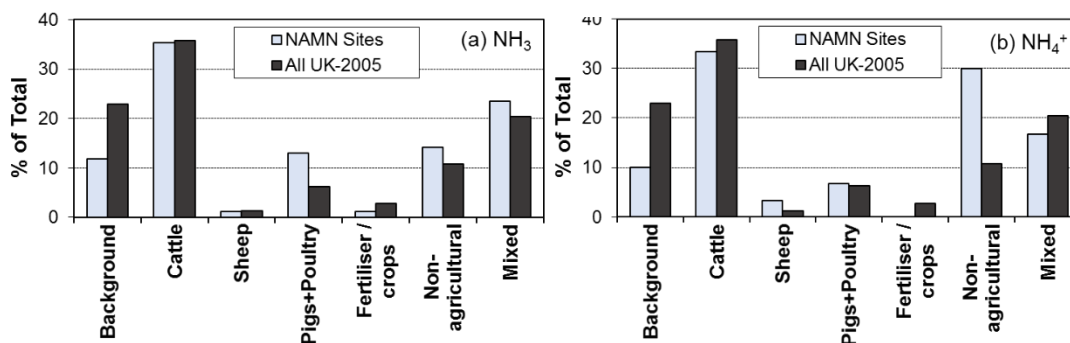 40
30
20
10
0
% of Total
NAMN Sites
All UK-2005
(a) NH₃
Background
Cattle
Sheep
Pigs+Poultry
Fertiliser /
crops
Non-
agricultural
Mixed
40
30
20
10
0
% of Total
NAMN Sites
All UK-2005
(b) NH₄⁺
Background
Cattle
Sheep
Pigs+Poultry
Fertiliser /
crops
Non-
agricultural
Mixed